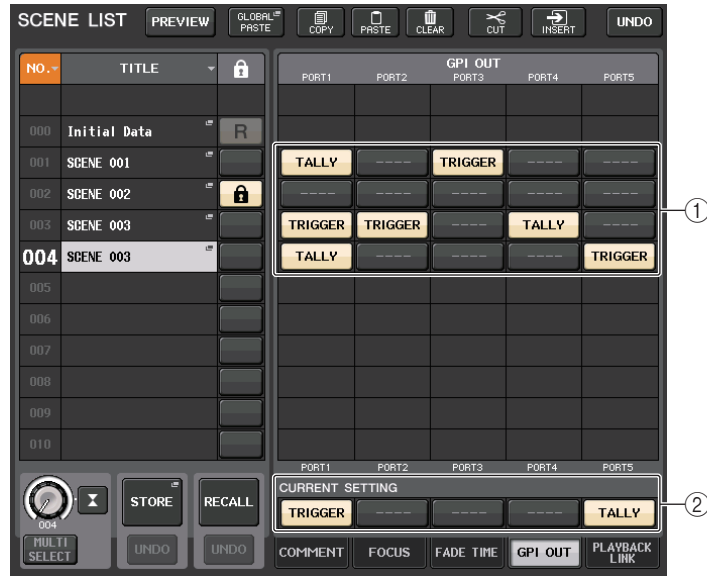 SCENE LIST PREVIEW GLOBAL PASTE COPY PASTE CLEAR CUT INSERT UNDO
NO. TITLE
GPI OUT
PORT1 PORT2 PORT3 PORT4 PORT5
000 Initial Data R
001 SCENE 001 TALLY ---- TRIGGER ---- ----
002 SCENE 002 ---- ---- ---- ---- ----
003 SCENE 003 TRIGGER TRIGGER ---- TALLY ----
004 SCENE 003 TALLY ---- ---- ---- TRIGGER
005
006
007
008
009
010
①
PORT1 PORT2 PORT3 PORT4 PORT5
CURRENT SETTING
TRIGGER ---- ---- ---- TALLY
②
004 STORE RECALL
MULTI SELECT UNDO UNDO
COMMENT FOCUS FADE TIME GPI OUT PLAYBACK LINK